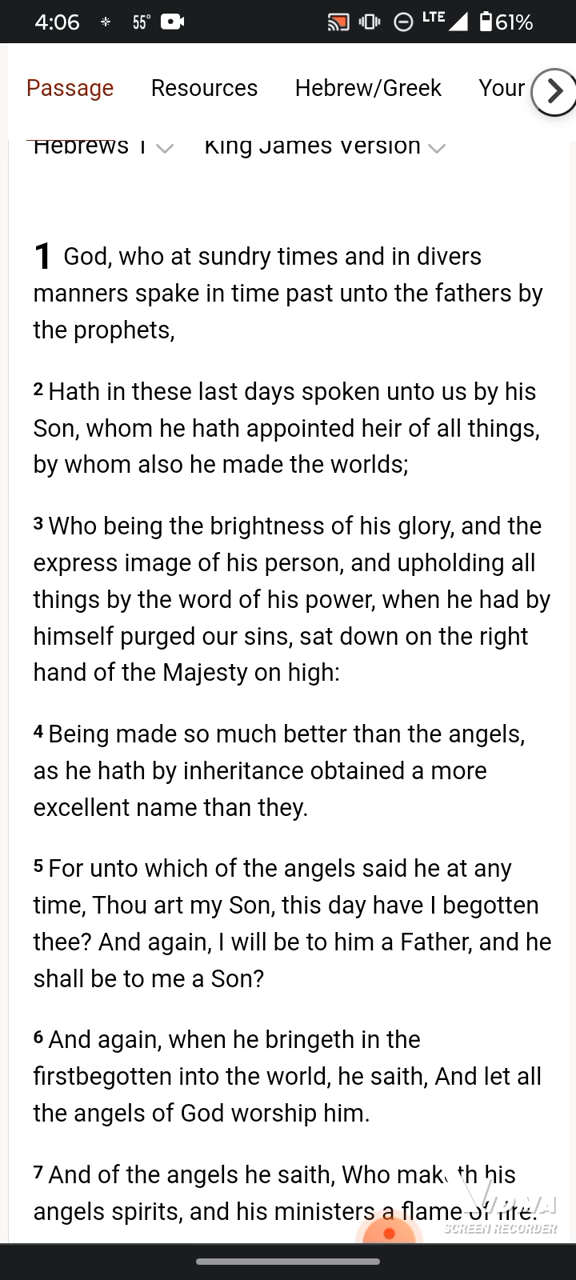 4:06 55° LTE 61%
Passage Resources Hebrew/Greek Your
Hebrews 1 King James Version
1 God, who at sundry times and in divers
manners spake in time past unto the fathers by
the prophets,
2 Hath in these last days spoken unto us by his
Son, whom he hath appointed heir of all things,
by whom also he made the worlds;
3 Who being the brightness of his glory, and the
express image of his person, and upholding all
things by the word of his power, when he had by
himself purged our sins, sat down on the right
hand of the Majesty on high:
4 Being made so much better than the angels,
as he hath by inheritance obtained a more
excellent name than they.
5 For unto which of the angels said he at any
time, Thou art my Son, this day have I begotten
thee? And again, I will be to him a Father, and he
shall be to me a Son?
6 And again, when he bringeth in the
firstbegotten into the world, he saith, And let all
the angels of God worship him.
7 And of the angels he saith, Who maketh his
angels spirits, and his ministers a flame of fire.
VIDMA
SCREEN RECORDER